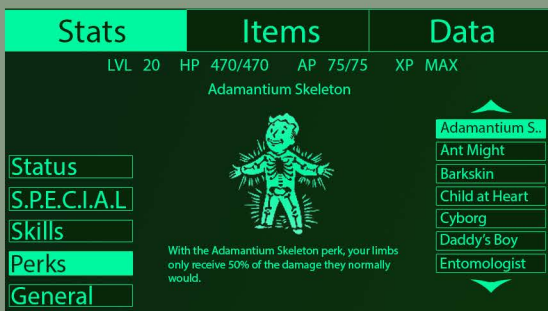 Stats Items Data
LVL 20 HP 470/470 AP 75/75 XP MAX
Adamantium Skeleton
Status
S.P.E.C.I.A.L
Skills
Perks
General
With the Adamantium Skeleton perk, your limbs
only receive 50% of the damage they normally
would.
Adamantium S..
Ant Might
Barkskin
Child at Heart
Cyborg
Daddy's Boy
Entomologist